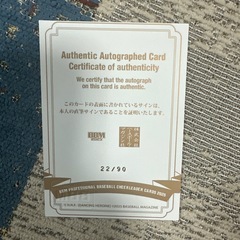 Authentic Autographed Card
Certificate of authenticity
We certify that the autograph
on this card is authentic.
このカードの表面に書かれているサインは、
本人の直筆サインであることを証明いたします。
BBM
22/90
BBM PROFESSIONAL BASEBALL CHEERLEADER CARDS